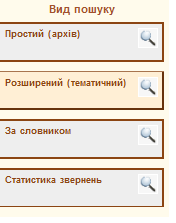 Вид пошуку
Простий (архів)
Розширений (тематичний)
За словником
Статистика звернень